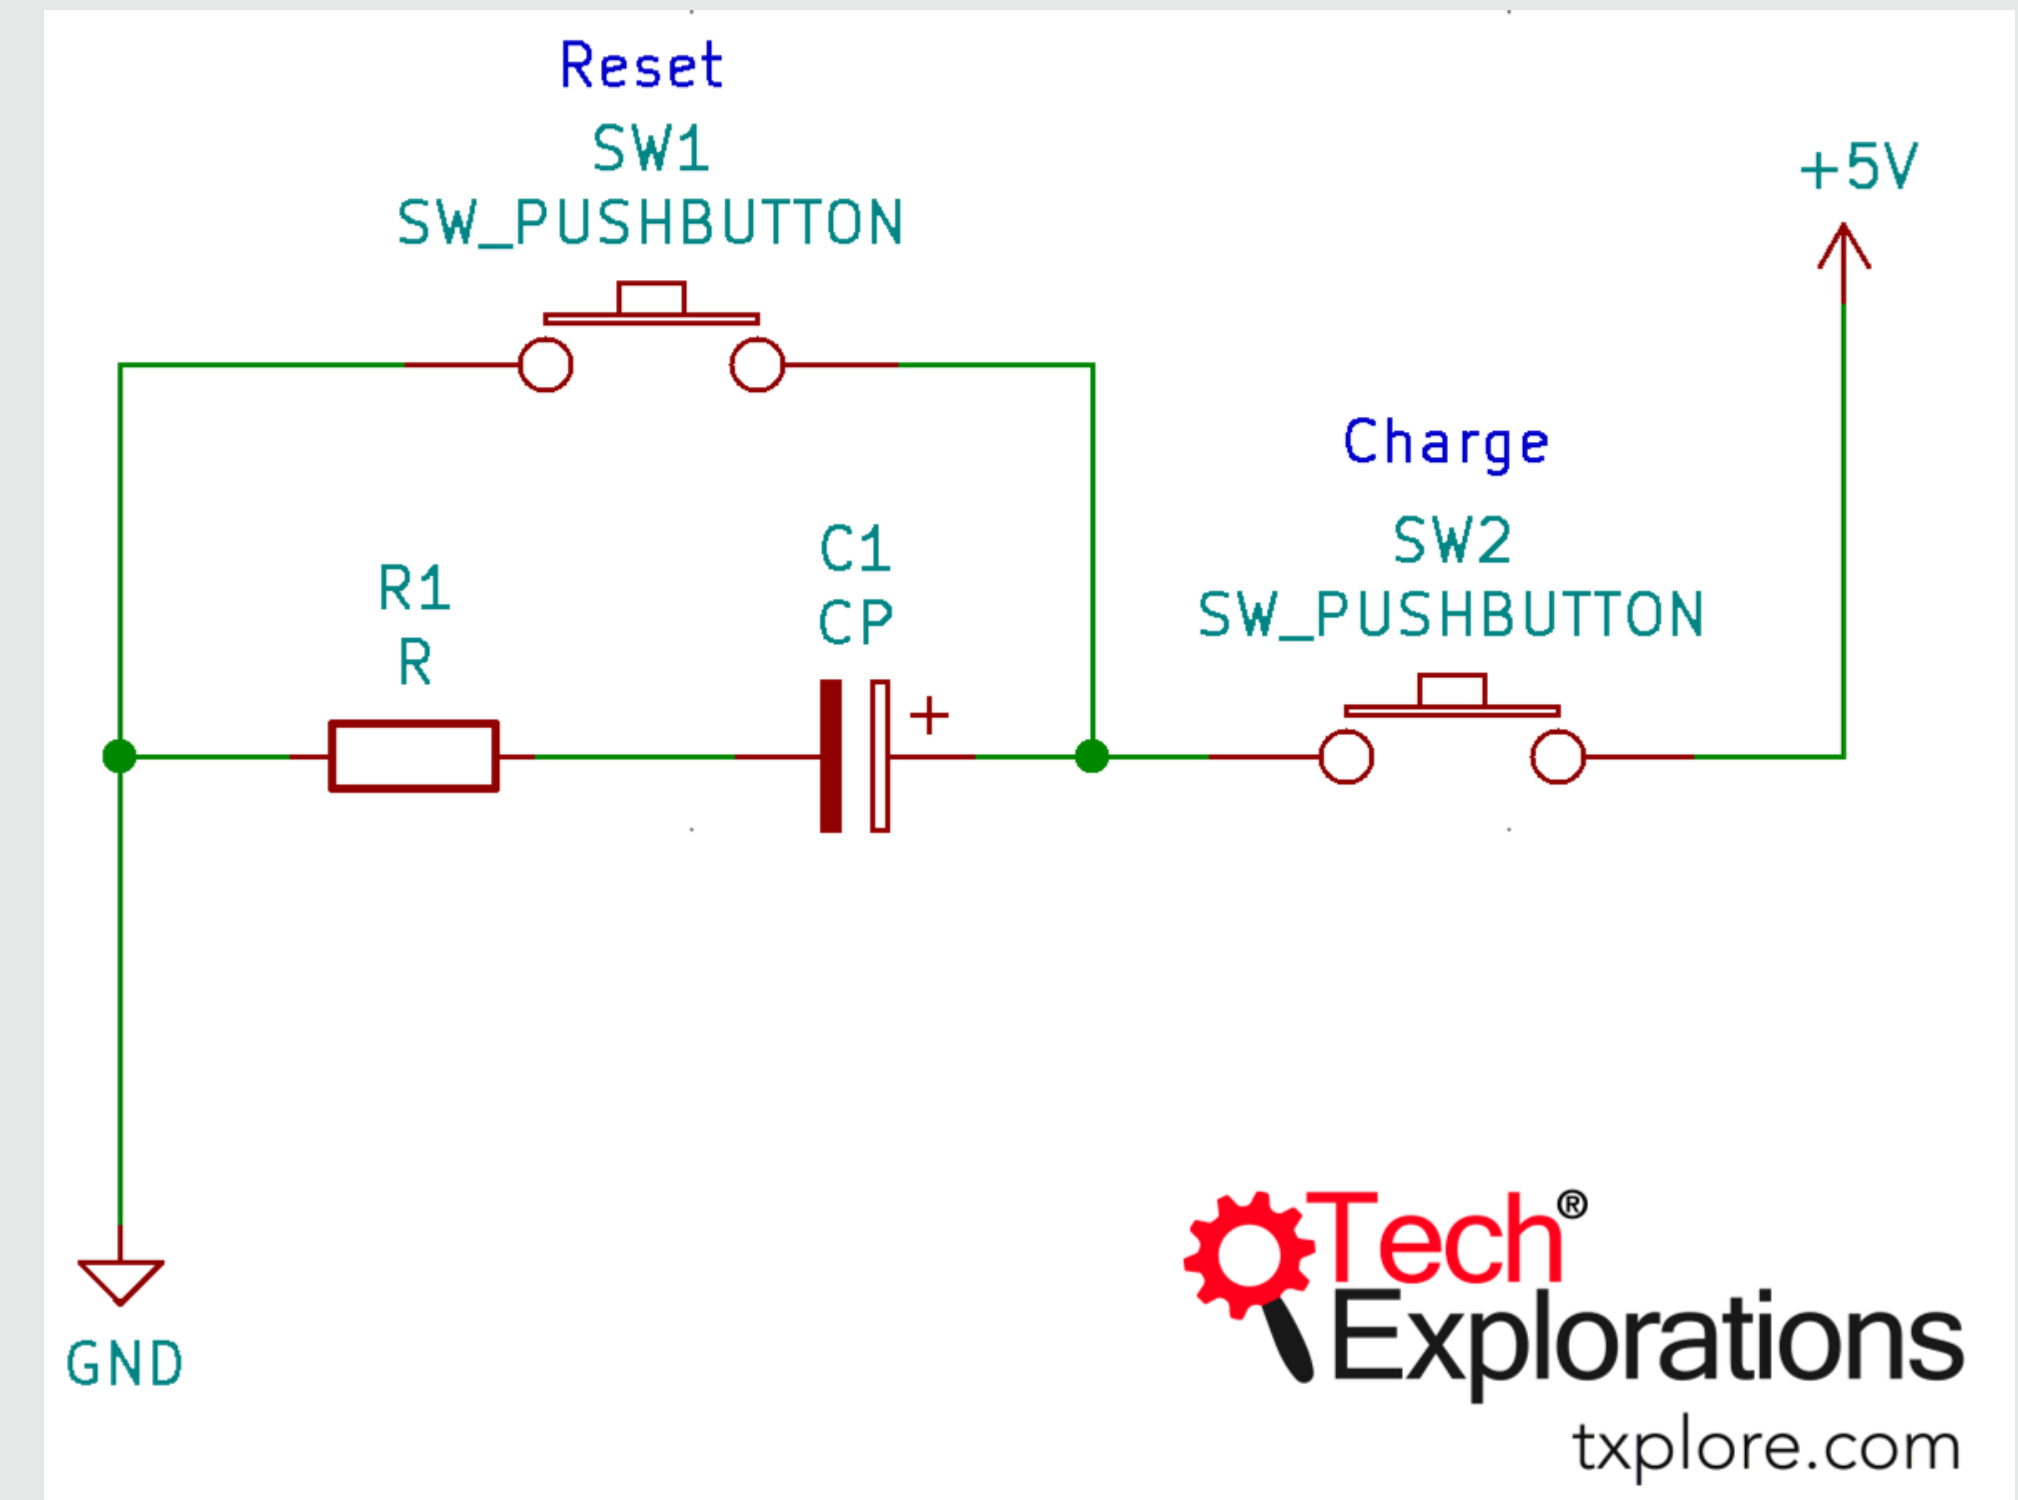 Reset
SW1
SW_PUSHBUTTON
+5V
Charge
SW2
SW_PUSHBUTTON
C1
CP
+
R1
R
GND
Tech®
Explorations
txplore.com